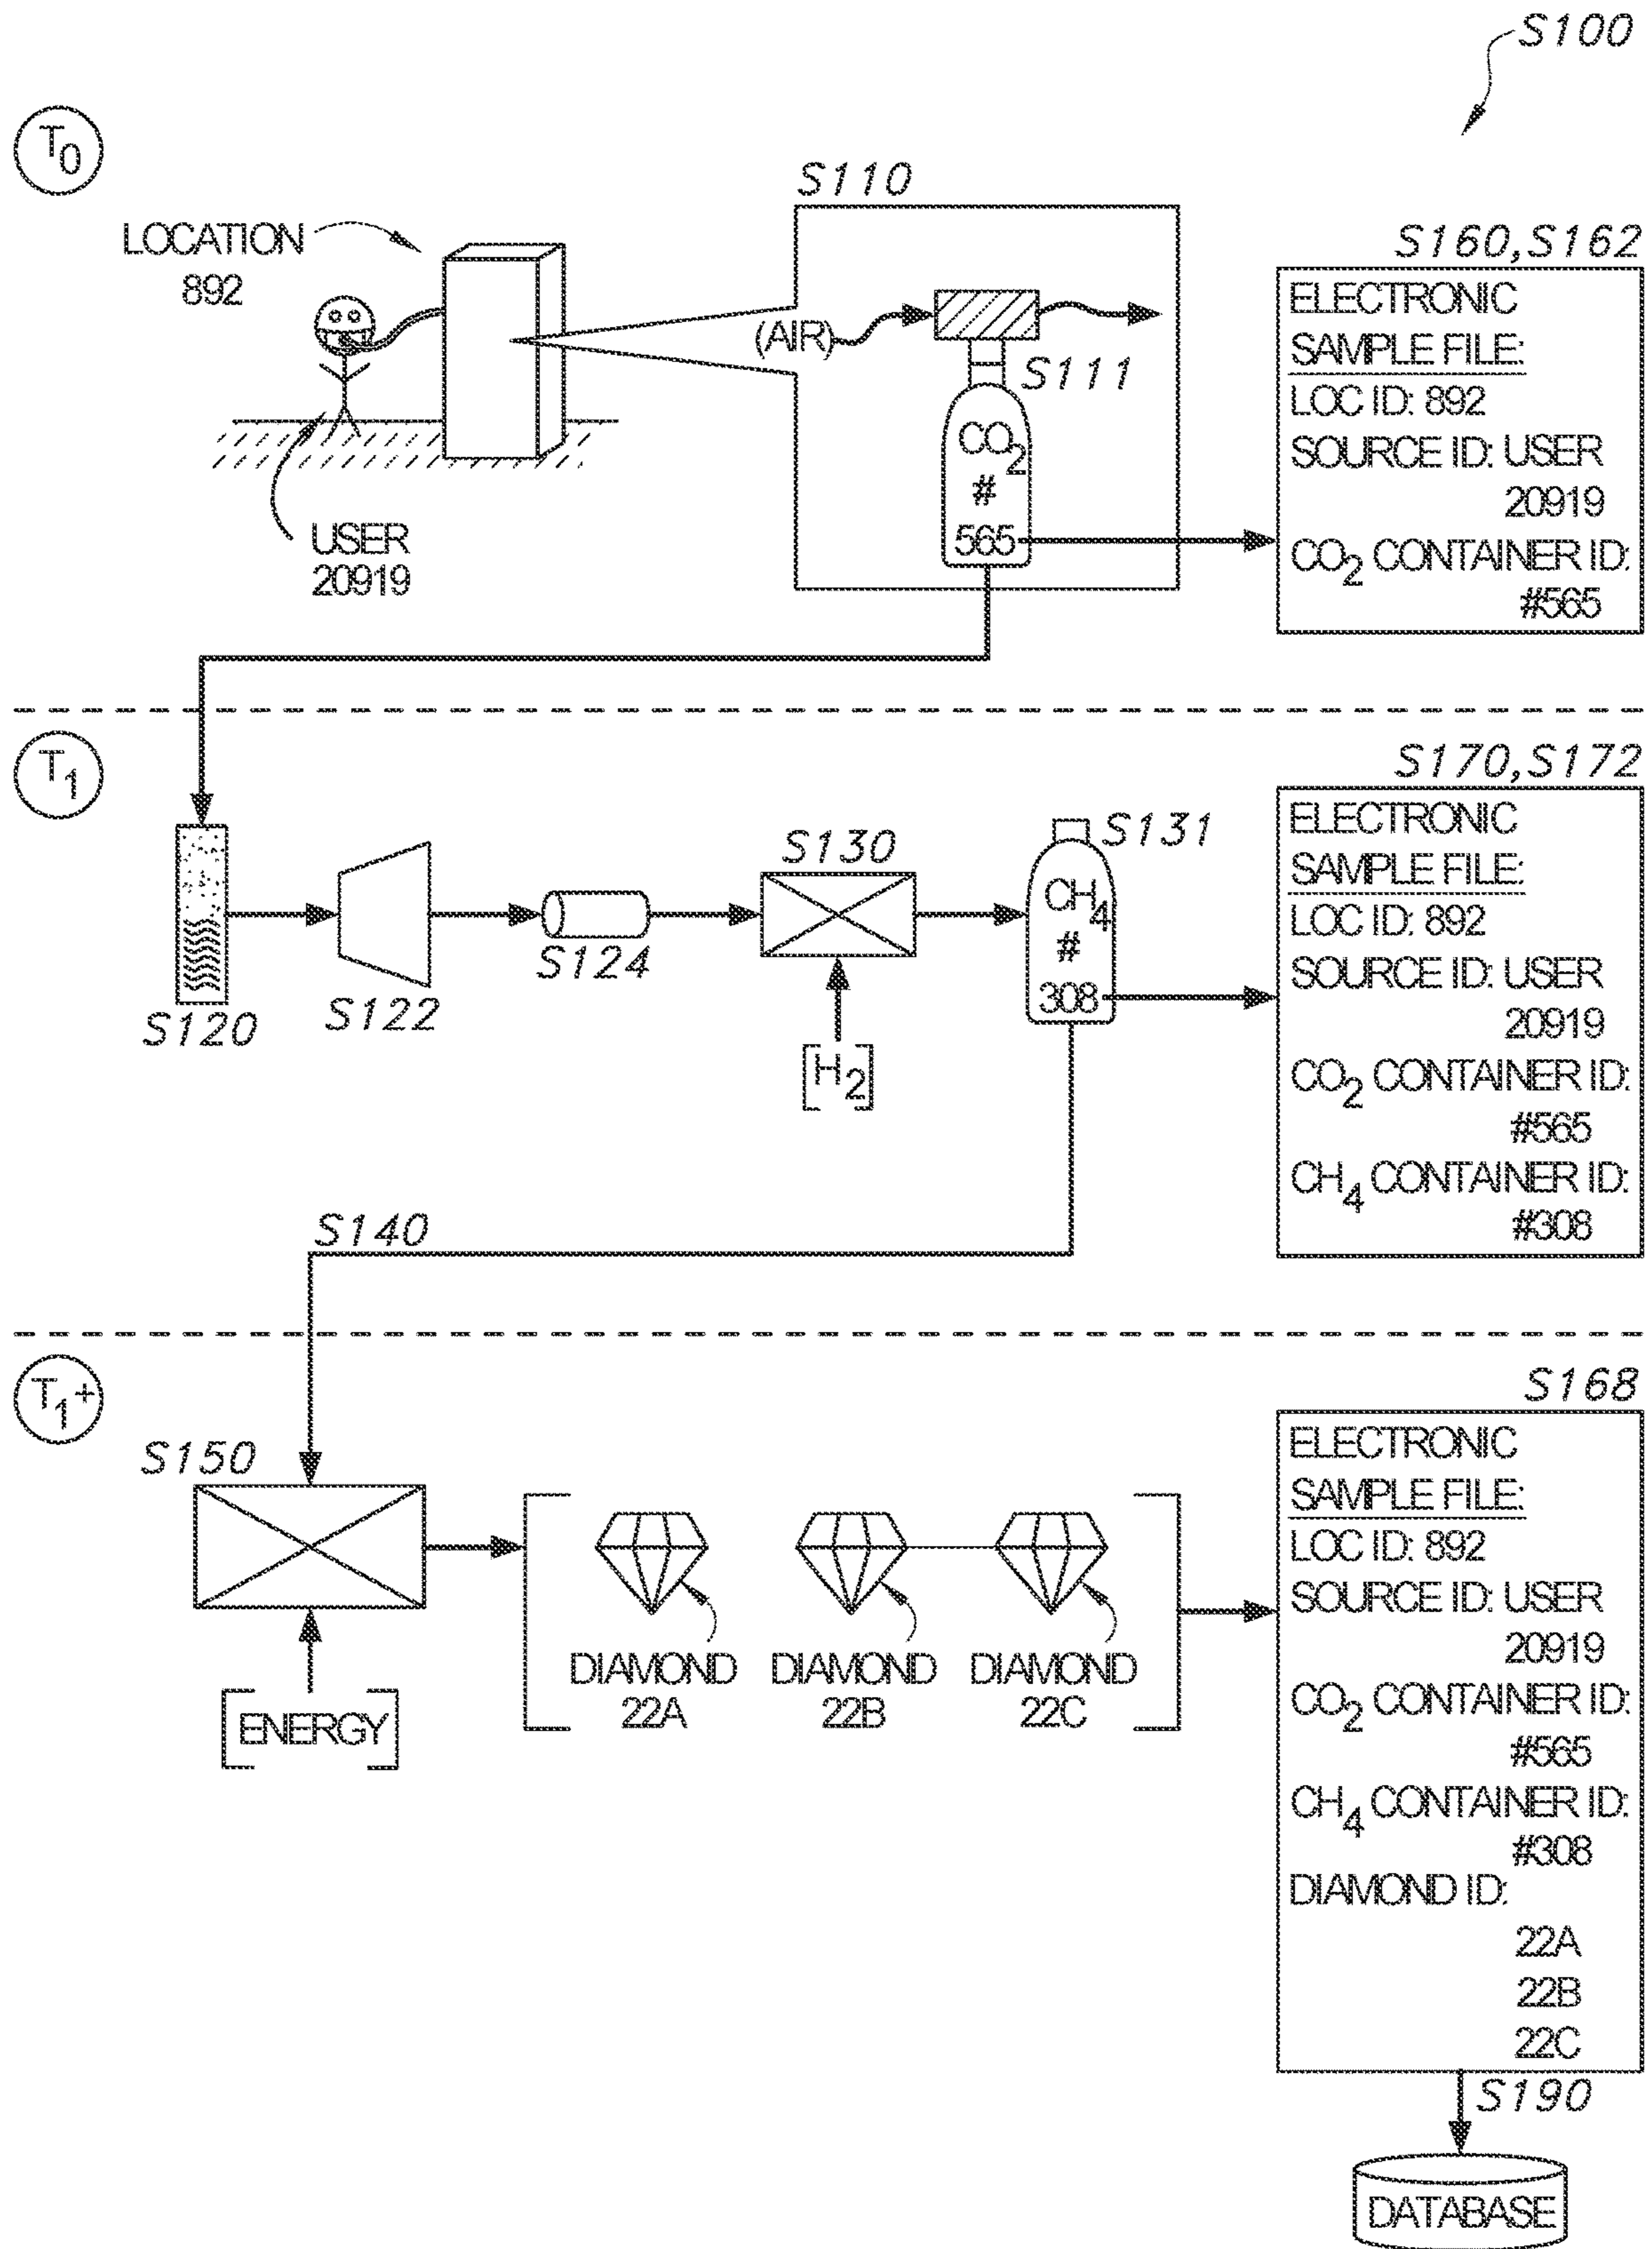 S100
T0
S110
LOCATION
892
S160,S162
(AIR)
S111
CO2
#
565
USER
20919
ELECTRONIC
SAMPLE FILE:
LOC ID: 892
SOURCE ID: USER
20919
CO2 CONTAINER ID:
#565
T1
S170,S172
S120
S122
S124
S130
[H2]
S131
CH4
#
308
ELECTRONIC
SAMPLE FILE:
LOC ID: 892
SOURCE ID: USER
20919
CO2 CONTAINER ID:
#565
CH4 CONTAINER ID:
#308
S140
T1+
S168
S150
[ENERGY]
DIAMOND
22A
DIAMOND
22B
DIAMOND
22C
ELECTRONIC
SAMPLE FILE:
LOC ID: 892
SOURCE ID: USER
20919
CO2 CONTAINER ID:
#565
CH4 CONTAINER ID:
#308
DIAMOND ID:
22A
22B
22C
S190
DATABASE